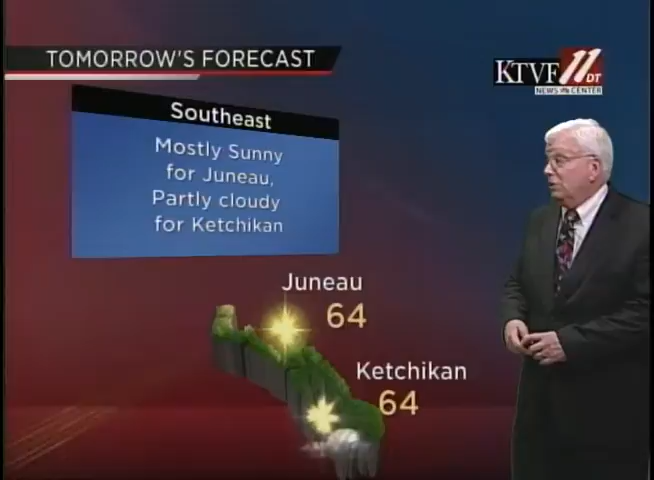 TOMORROW'S FORECAST
KTVF 11 DT
NEWS CENTER
Southeast
Mostly Sunny
for Juneau,
Partly cloudy
for Ketchikan
Juneau
64
Ketchikan
64